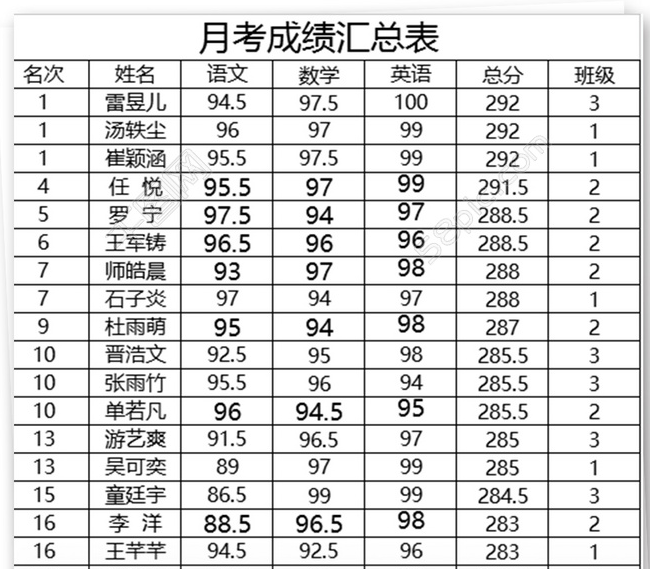 月考成绩汇总表
名次 姓名 语文 数学 英语 总分 班级
1 雷昱儿 94.5 97.5 100 292 3
1 汤轶尘 96 97 99 292 1
1 崔颖涵 95.5 97.5 99 292 1
4 任 悦 95.5 97 99 291.5 2
5 罗 宁 97.5 94 97 288.5 2
6 王军铸 96.5 96 96 288.5 2
7 师皓晨 93 97 98 288 2
7 石子炎 97 94 97 288 1
9 杜雨萌 95 94 98 287 2
10 晋浩文 92.5 95 98 285.5 3
10 张雨竹 95.5 96 94 285.5 3
10 单若凡 96 94.5 95 285.5 2
13 游艺爽 91.5 96.5 97 285 3
13 吴可奕 89 97 99 285 1
15 童廷宇 86.5 99 99 284.5 3
16 李 洋 88.5 96.5 98 283 2
16 王芊芊 94.5 92.5 96 283 1